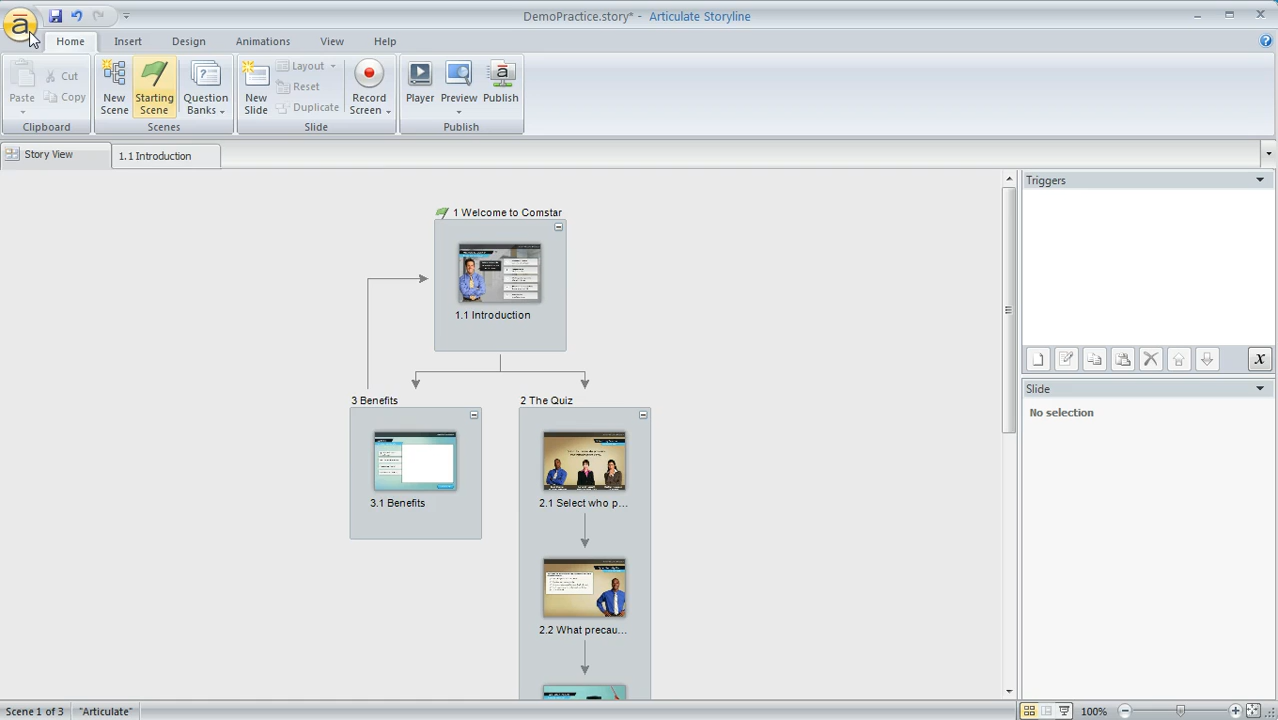 DemoPractice.story* - Articulate Storyline
Home Insert Design Animations View Help
Paste
Cut
Copy
Clipboard
New Scene
Starting Scene
Question Banks
Scenes
New Slide
Layout
Reset
Duplicate
Slide
Record Screen
Player
Preview
Publish
Publish
Story View
1.1 Introduction
1 Welcome to Comstar
1.1 Introduction
3 Benefits
3.1 Benefits
2 The Quiz
2.1 Select who p...
2.2 What precau...
Triggers
x
Slide
No selection
Scene 1 of 3
"Articulate"
100%